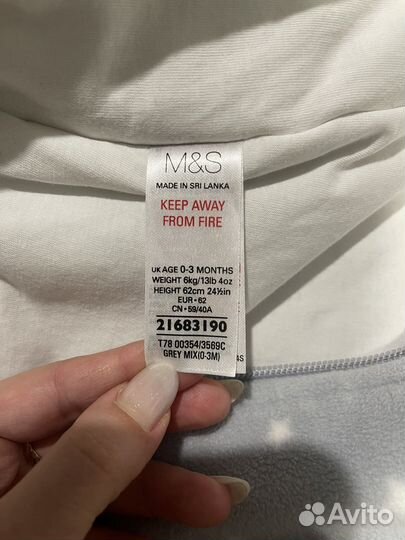 M&S
MADE IN SRI LANKA
KEEP AWAY
FROM FIRE
UK AGE 0-3 MONTHS
WEIGHT 6kg/13lb 4oz
HEIGHT 62cm 24½in
EUR • 62
CN • 59/40A
21683190
T78 00354/3569C
GREY MIX(0-3M)
AS
Avito